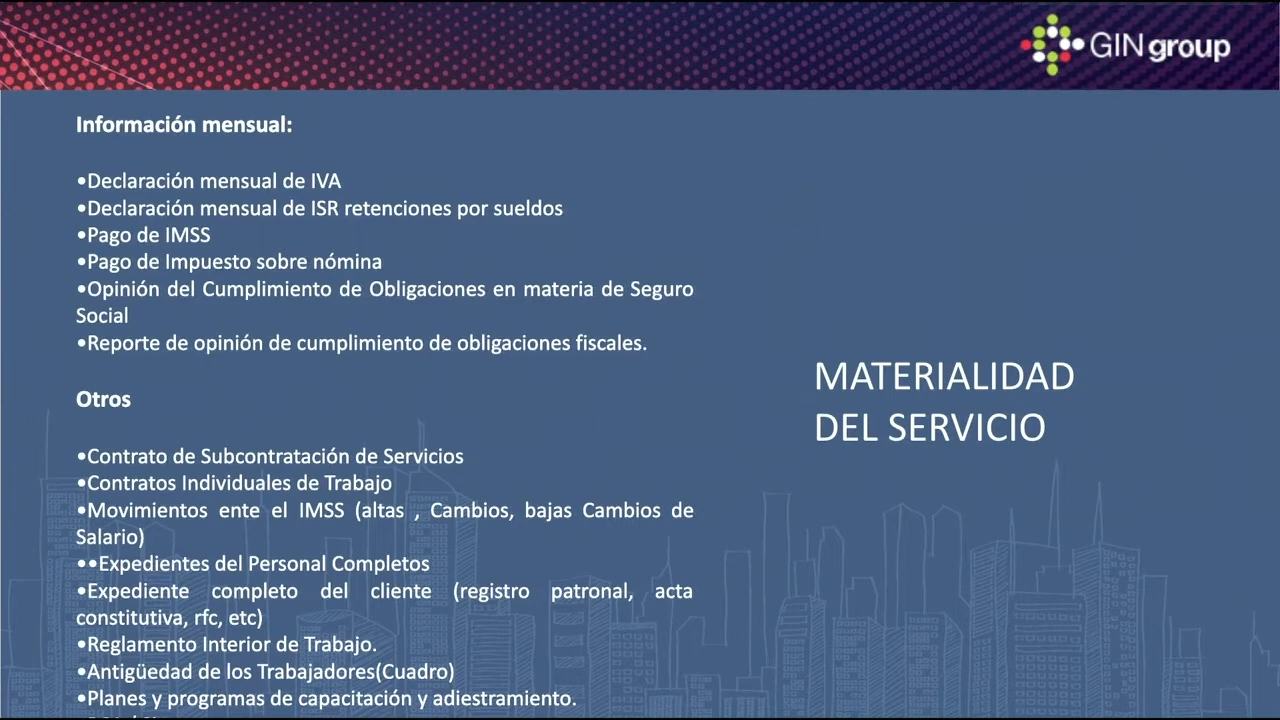 GINgroup
Información mensual:
•Declaración mensual de IVA
•Declaración mensual de ISR retenciones por sueldos
•Pago de IMSS
•Pago de Impuesto sobre nómina
•Opinión del Cumplimiento de Obligaciones en materia de Seguro
Social
•Reporte de opinión de cumplimiento de obligaciones fiscales.
Otros
•Contrato de Subcontratación de Servicios
•Contratos Individuales de Trabajo
•Movimientos ente el IMSS (altas , Cambios, bajas Cambios de
Salario)
••Expedientes del Personal Completos
•Expediente completo del cliente (registro patronal, acta
constitutiva, rfc, etc)
•Reglamento Interior de Trabajo.
•Antigüedad de los Trabajadores(Cuadro)
•Planes y programas de capacitación y adiestramiento.
MATERIALIDAD
DEL SERVICIO